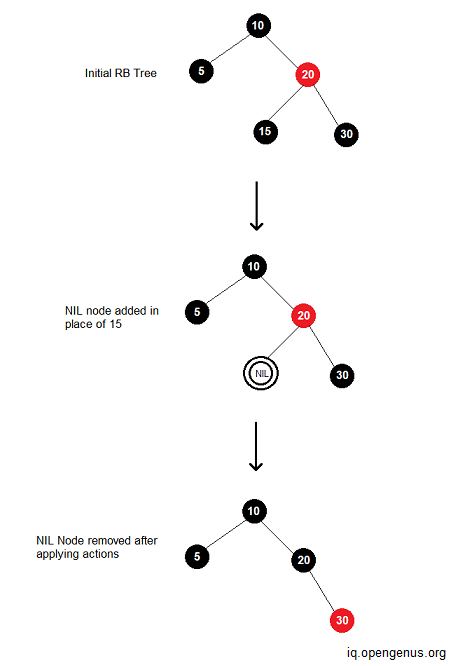 10
Initial RB Tree
5
20
15
30
10
NIL node added in
place of 15
5
20
NIL
30
10
NIL Node removed after
applying actions
5
20
30
iq.opengenus.org